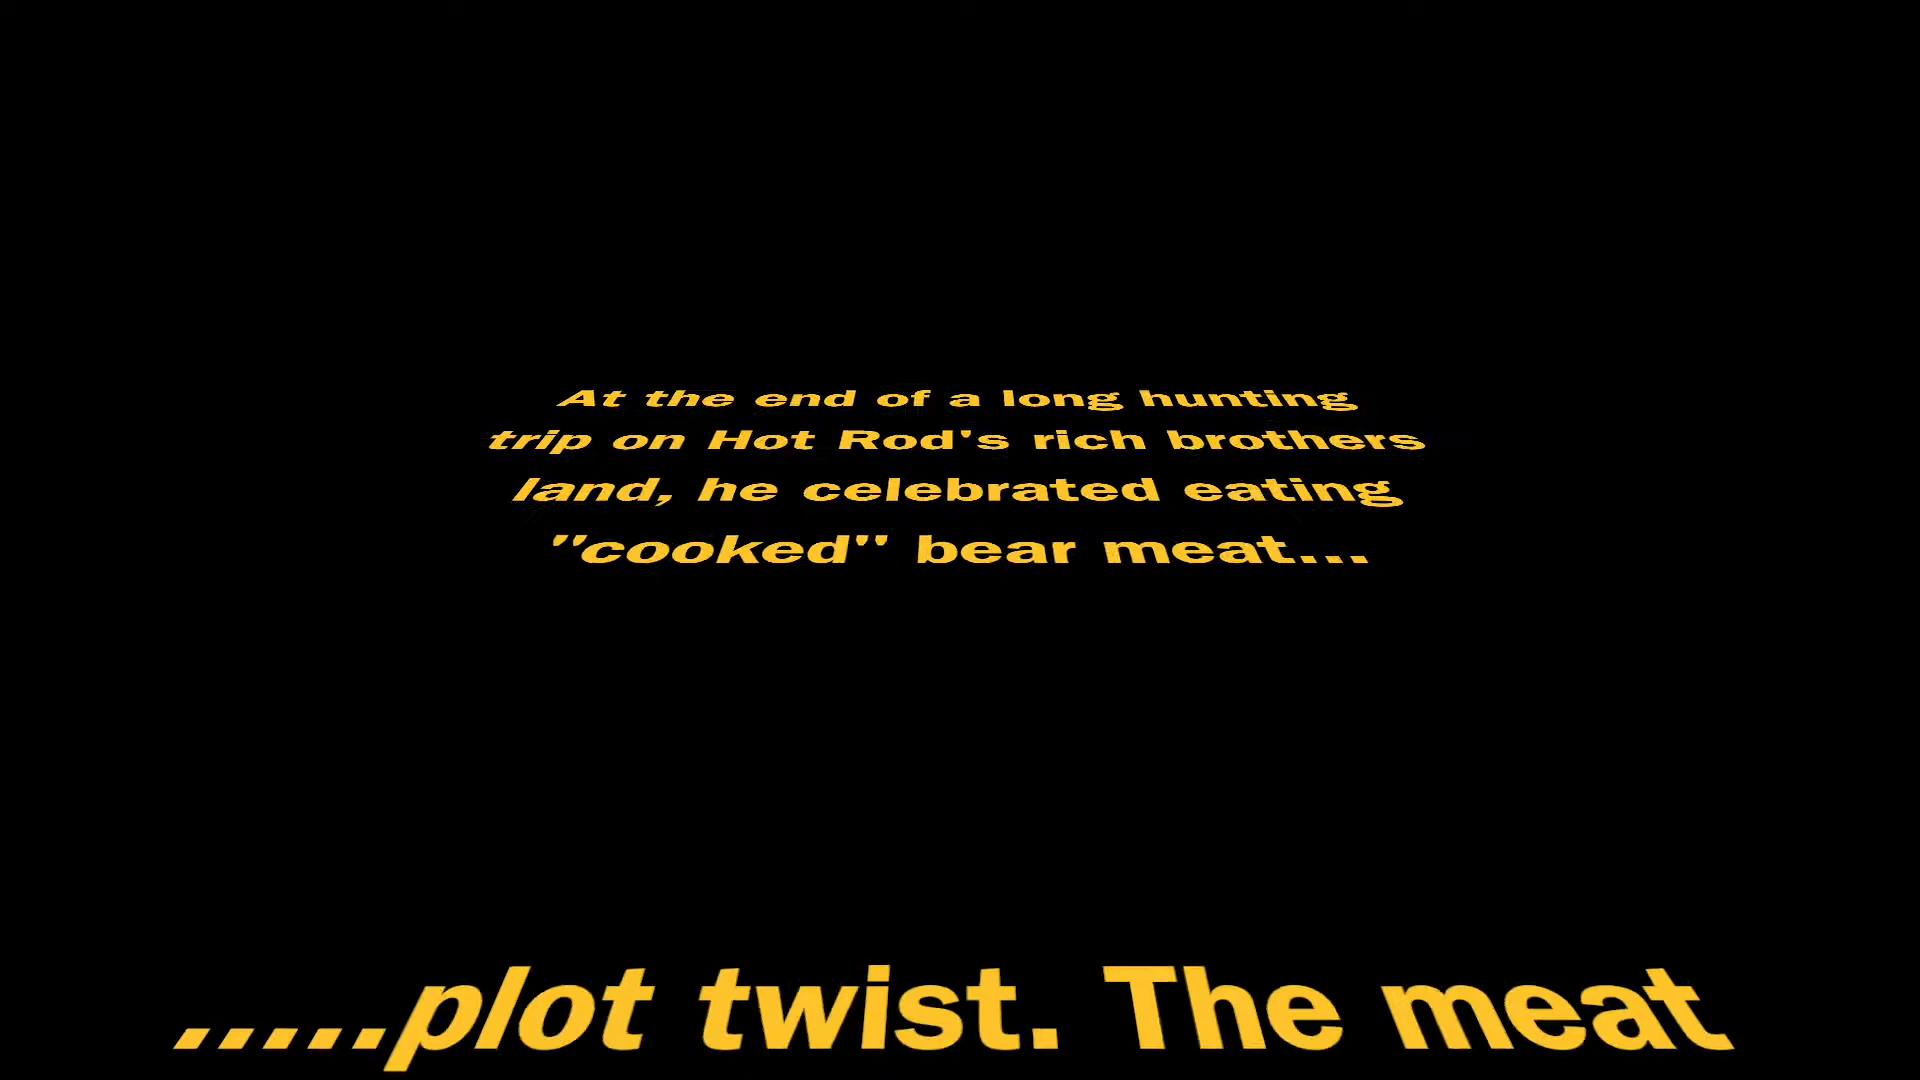 At the end of a long hunting
trip on Hot Rod's rich brothers
land, he celebrated eating
"cooked" bear meat...
.....plot twist. The meat